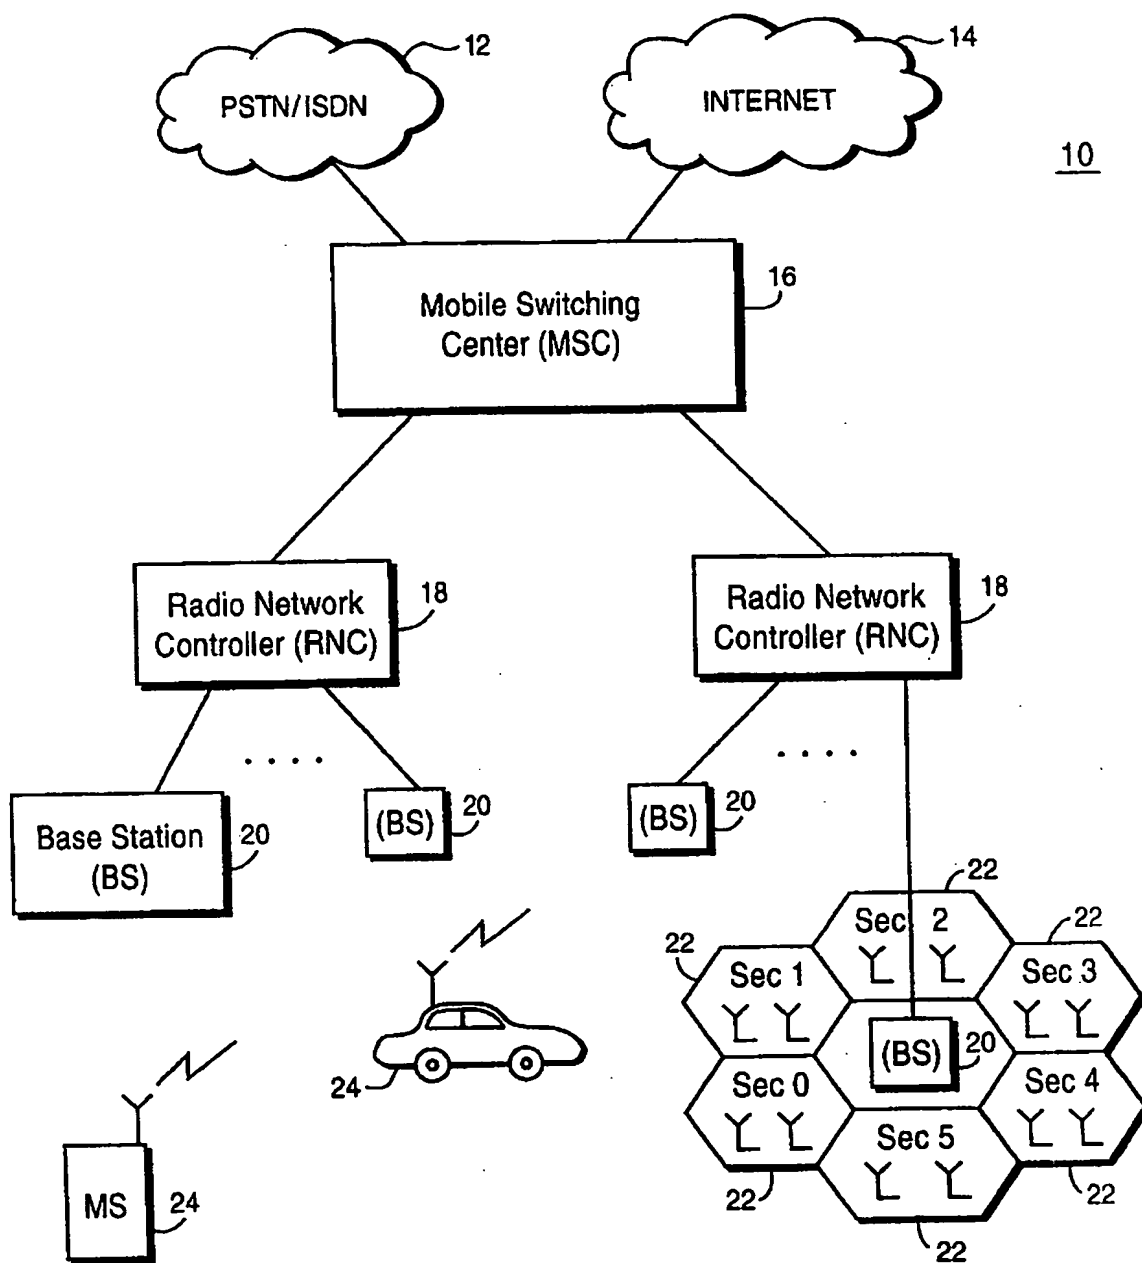 12
14
PSTN/ISDN
INTERNET
10
16
Mobile Switching
Center (MSC)
18
Radio Network
Controller (RNC)
18
Radio Network
Controller (RNC)
. . . .
. . . .
Base Station
(BS)
20
(BS)
20
(BS)
20
22
Sec 2
22
Sec 1
22
Sec 3
(BS)
20
Sec 0
Sec 4
Sec 5
24
MS
24
22
22
22